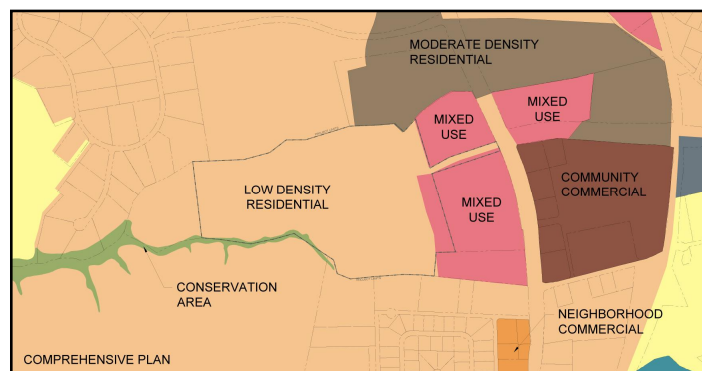 MODERATE DENSITY
RESIDENTIAL
MIXED
USE
MIXED
USE
COMMUNITY
COMMERCIAL
LOW DENSITY
RESIDENTIAL
MIXED
USE
CONSERVATION
AREA
NEIGHBORHOOD
COMMERCIAL
COMPREHENSIVE PLAN